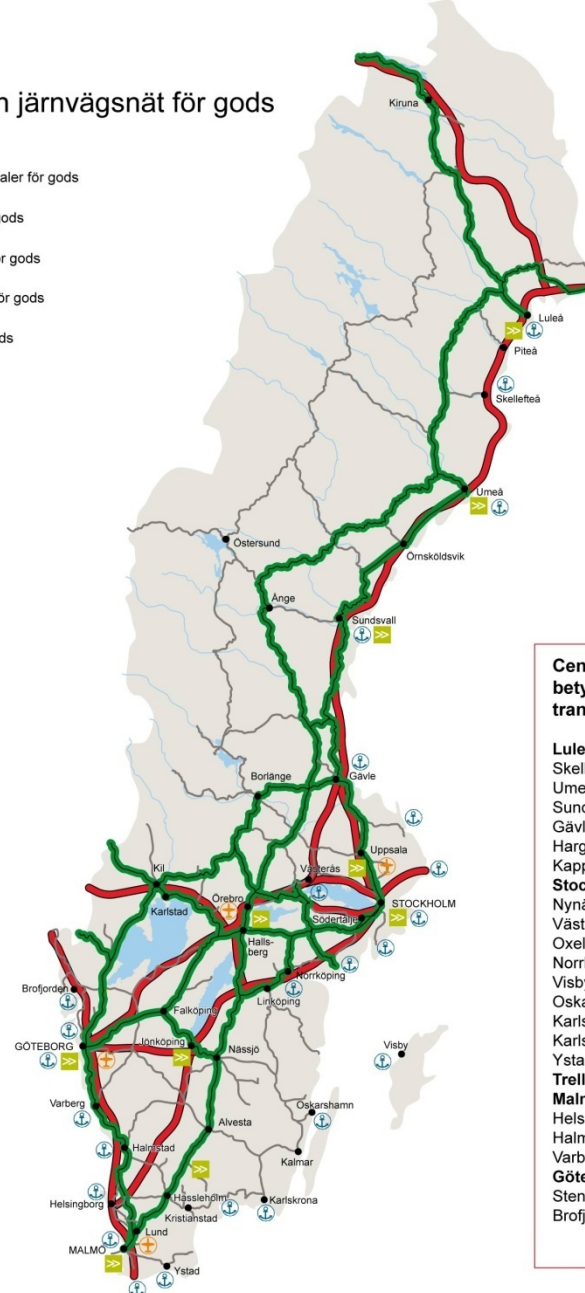 n järnvägsnät för gods
aler för gods
gods
r gods
ör gods
ds
Kiruna
Luleå
Piteå
Skellefteå
Umeå
Örnsköldsvik
Östersund
Ånge
Sundsvall
Borlänge
Gävle
Uppsala
Kil
Västerås
Karlstad
Örebro
STOCKHOLM
Södertälje
Halls-
berg
Norrköping
Linköping
Brofjorden
Falköping
GÖTEBORG
Jönköping
Nässjö
Visby
Varberg
Oskarshamn
Alvesta
Halmstad
Kalmar
Hässleholm
Helsingborg
Karlskrona
Kristianstad
Lund
MALMÖ
Ystad
Cen
bety
tran
Lule
Skel
Ume
Sund
Gävl
Harg
Kapp
Stoc
Nynä
Väst
Oxel
Norr
Visby
Oska
Karls
Karls
Ysta
Trell
Malm
Hels
Halm
Varb
Göte
Sten
Brofj